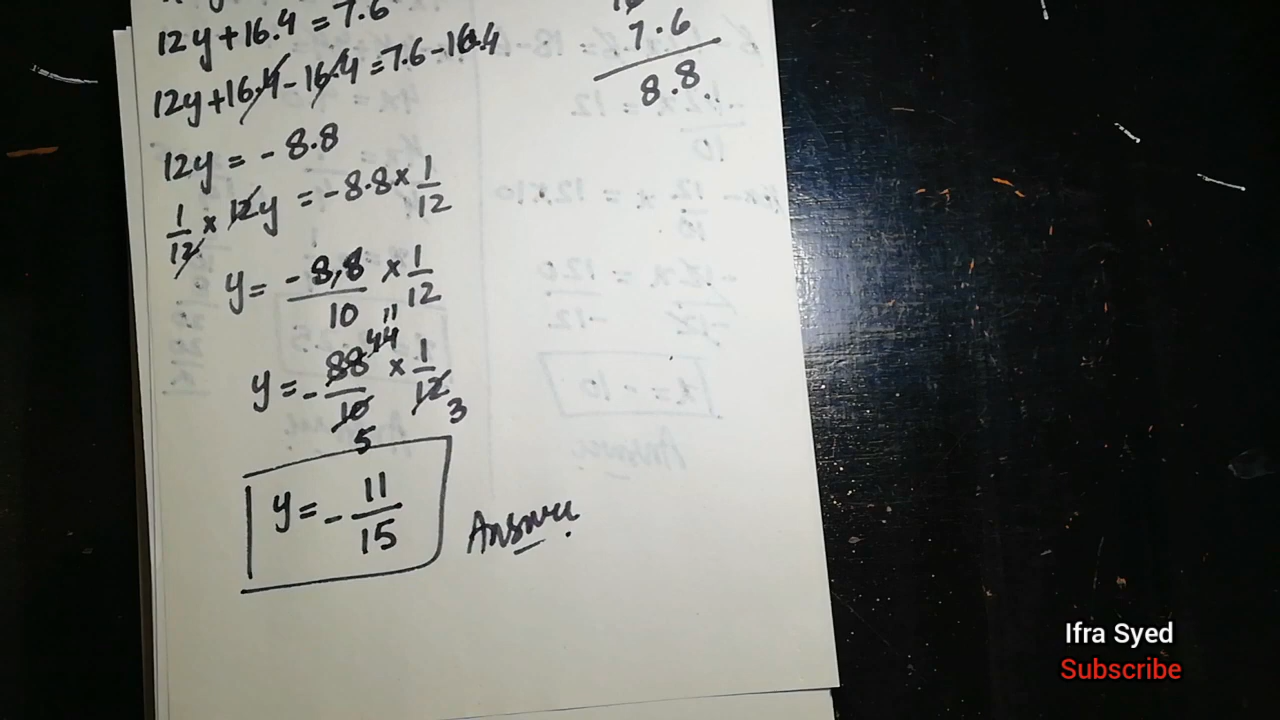 12y + 16.4 = 7.6
12y + 16.4 - 16.4 = 7.6 - 16.4
12y = - 8.8
1/12 × 12y = -8.8 × 1/12
y = -8.8/10 × 1/12
11
y = - 88/10 44 × 1/12
5 3
y = - 11/15
Answer.
7.6
8.8.
Ifra Syed
Subscribe